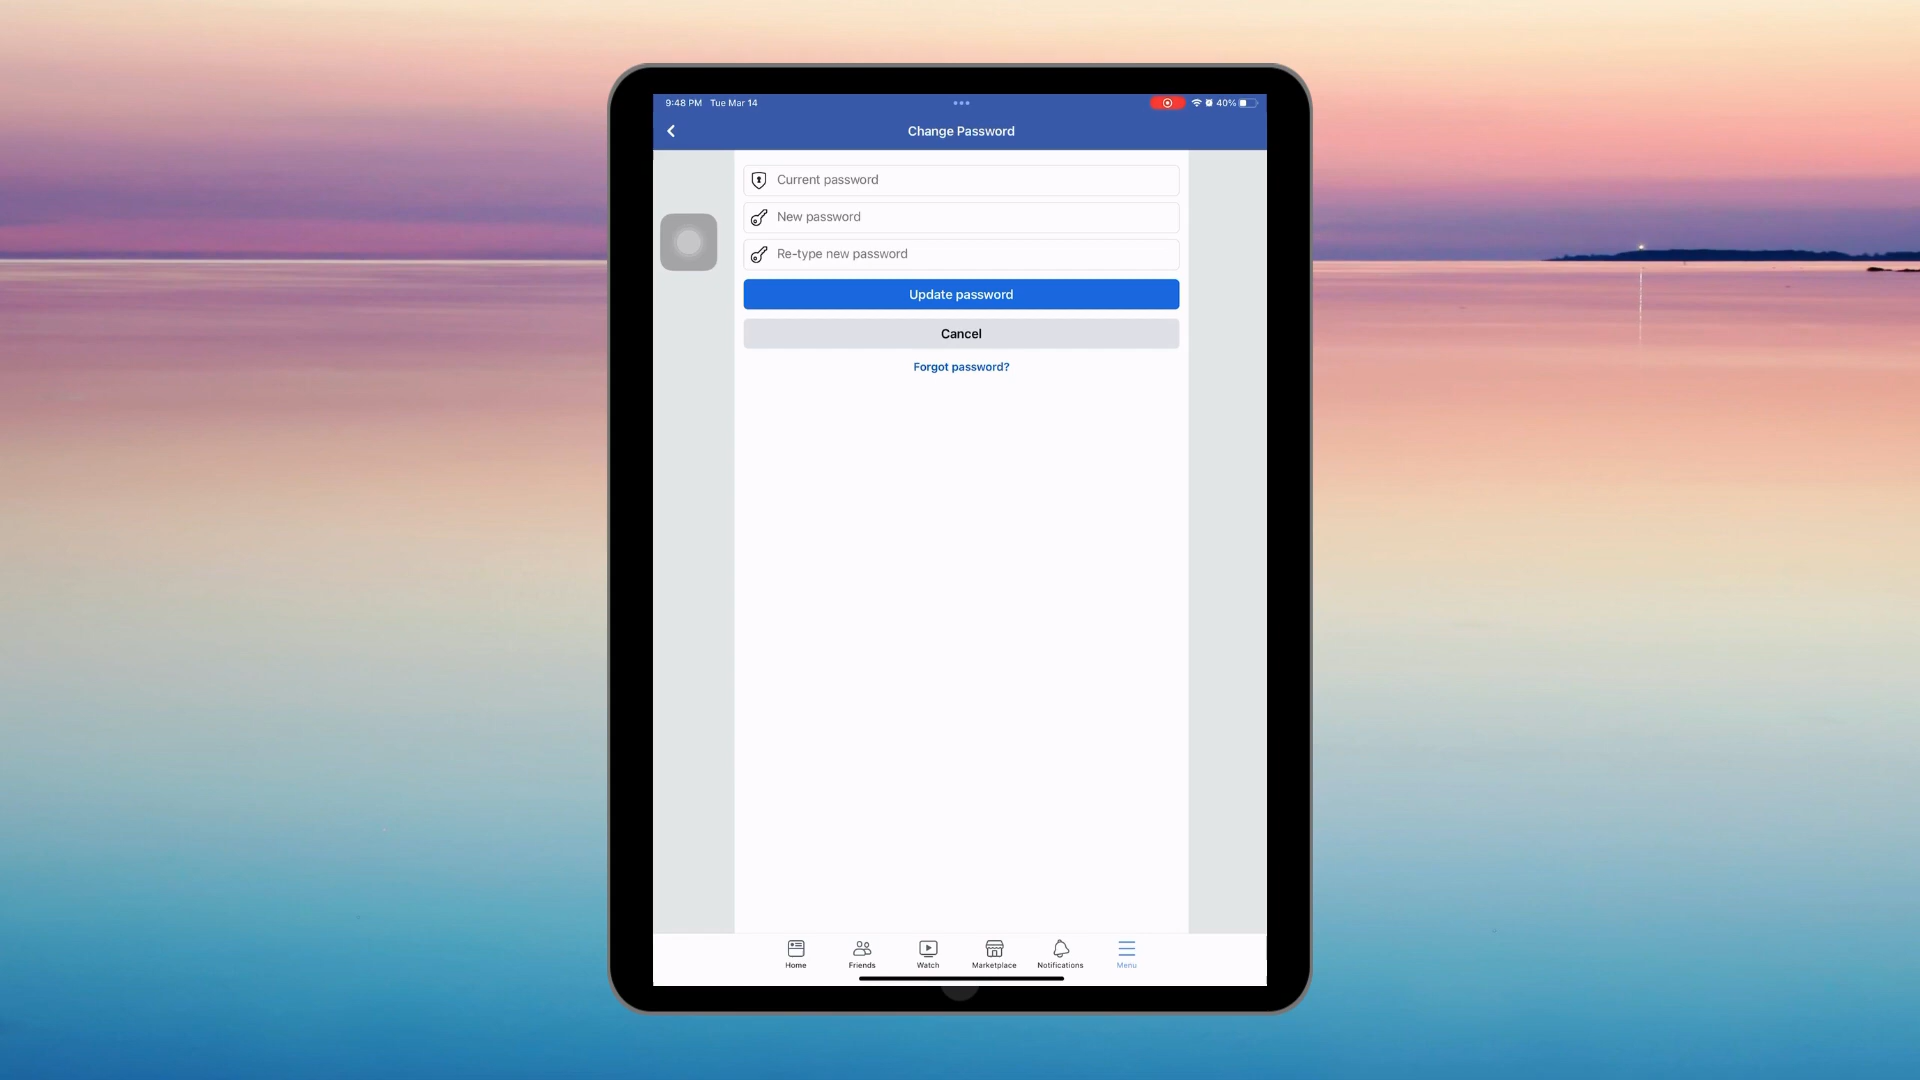 9:48 PM Tue Mar 14
40%
Change Password
Current password
New password
Re-type new password
Update password
Cancel
Forgot password?
Home Friends Watch Marketplace Notifications Menu